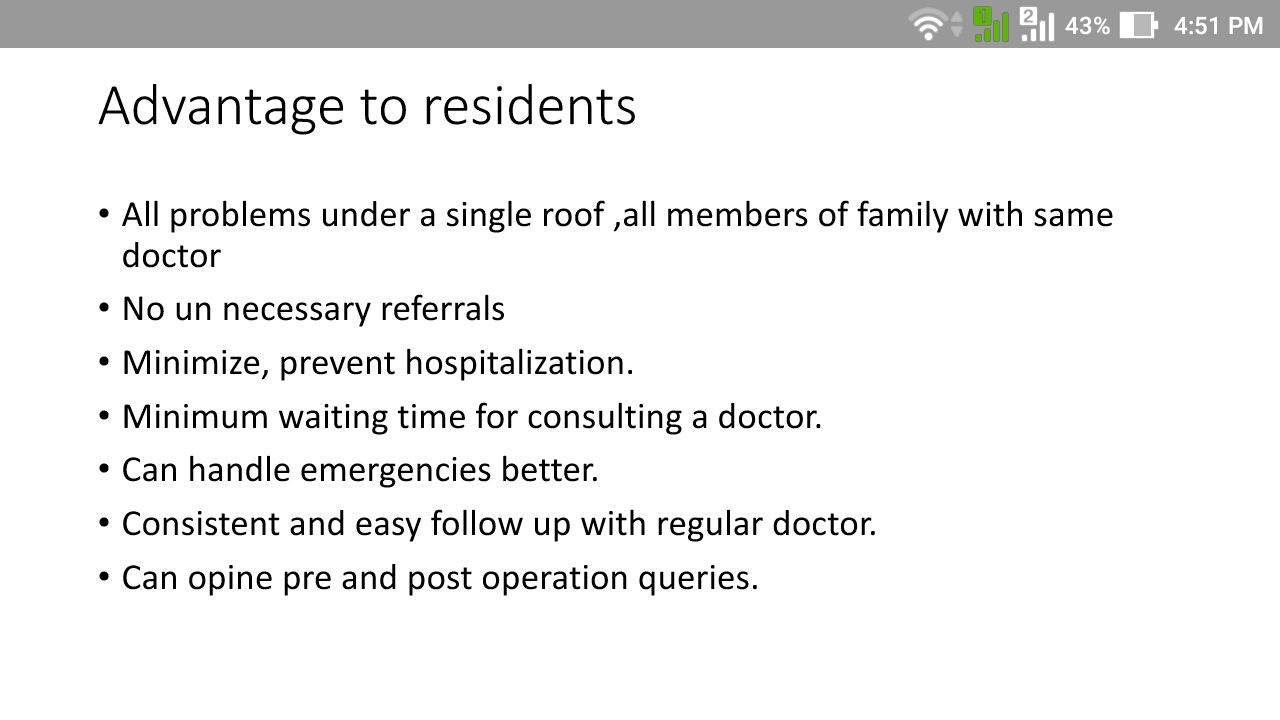 1 2 43% 4:51 PM
Advantage to residents
• All problems under a single roof ,all members of family with same
doctor
• No un necessary referrals
• Minimize, prevent hospitalization.
• Minimum waiting time for consulting a doctor.
• Can handle emergencies better.
• Consistent and easy follow up with regular doctor.
• Can opine pre and post operation queries.